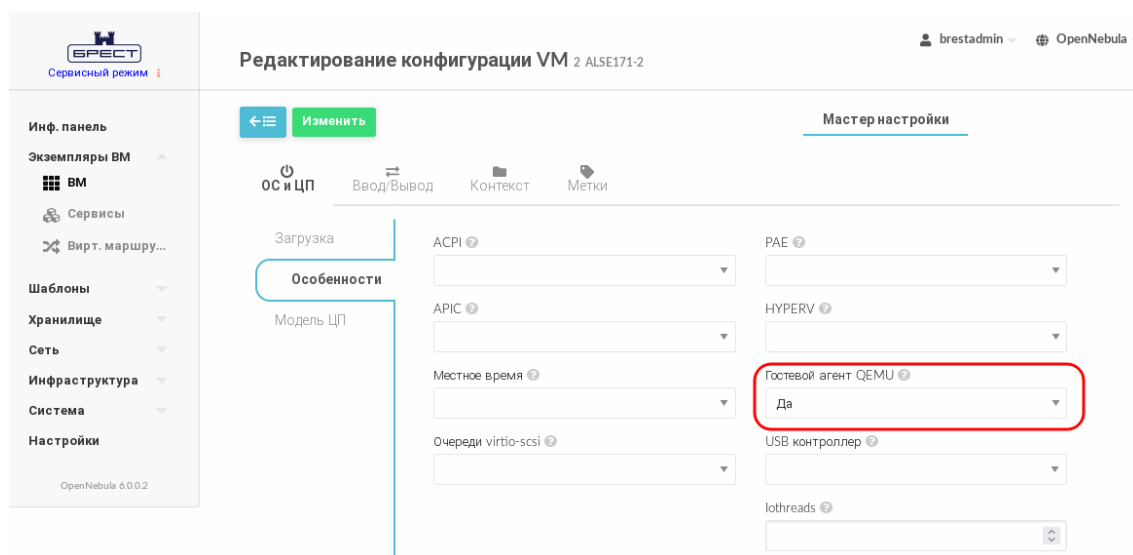 БРЕСТ
Сервисный режим
brestadmin
OpenNebula
Редактирование конфигурации VM 2 ALSE171-2
Инф. панель
Экземпляры ВМ
ВМ
Сервисы
Вирт. маршру...
Шаблоны
Хранилище
Сеть
Инфраструктура
Система
Настройки
OpenNebula 6.0.0.2
Изменить
Мастер настройки
ОС и ЦП
Ввод/Вывод
Контекст
Метки
Загрузка
Особенности
Модель ЦП
ACPI
PAE
APIC
HYPERV
Местное время
Гостевой агент QEMU
Да
Очереди virtio-scsi
USB контроллер
Iothreads